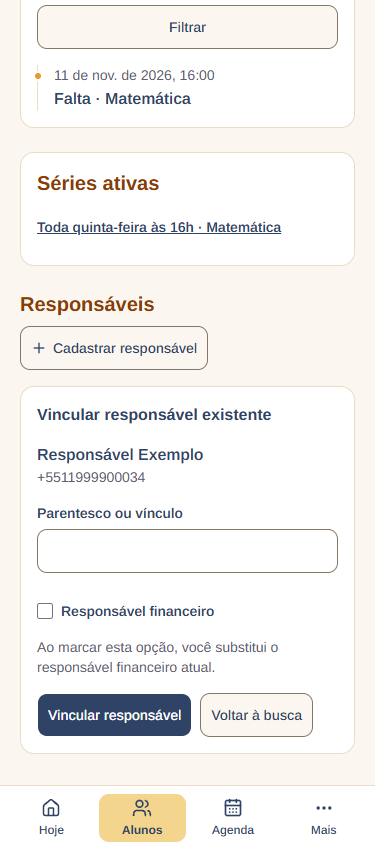 Filtrar
11 de nov. de 2026, 16:00
Falta · Matemática
Séries ativas
Toda quinta-feira às 16h · Matemática
Responsáveis
Cadastrar responsável
Vincular responsável existente
Responsável Exemplo
+5511999900034
Parentesco ou vínculo
Responsável financeiro
Ao marcar esta opção, você substitui o
responsável financeiro atual.
Vincular responsável Voltar à busca
Hoje Alunos Agenda Mais